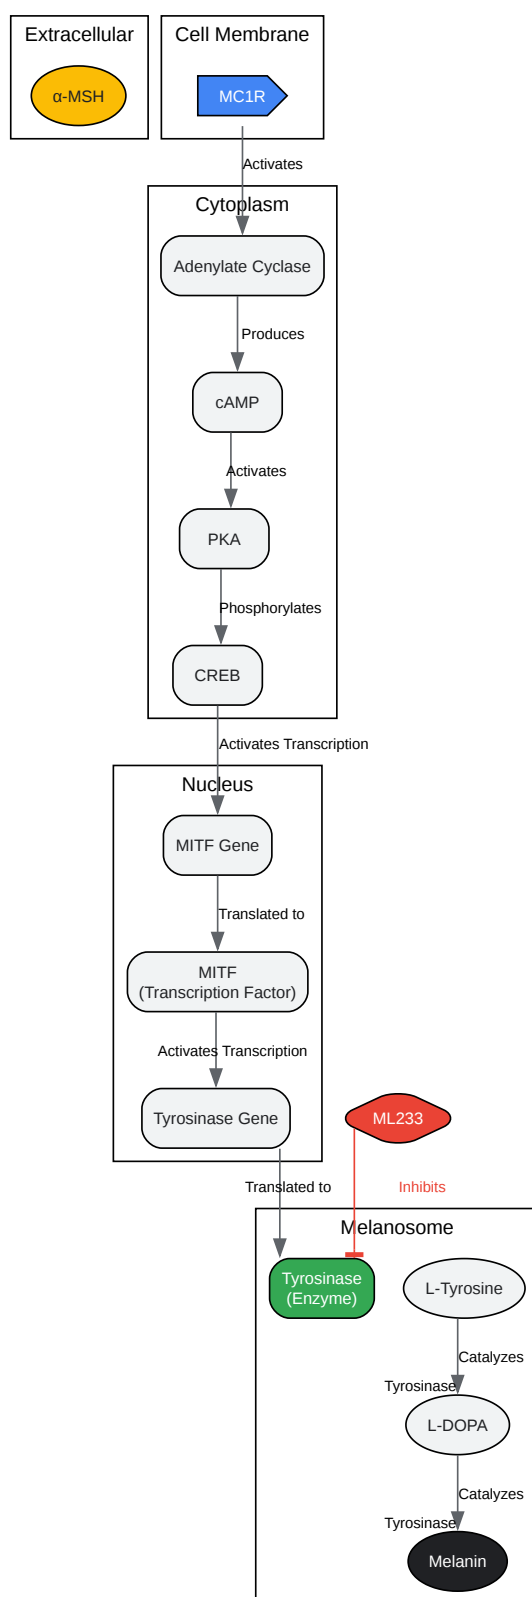 Extracellular
Cell Membrane
α-MSH
MC1R
Activates
Cytoplasm
Adenylate Cyclase
Produces
cAMP
Activates
PKA
Phosphorylates
CREB
Activates Transcription
Nucleus
MITF Gene
Translated to
MITF
(Transcription Factor)
Activates Transcription
Tyrosinase Gene
ML233
Translated to
Inhibits
Melanosome
Tyrosinase
(Enzyme)
L-Tyrosine
Catalyzes
Tyrosinase
L-DOPA
Catalyzes
Tyrosinase
Melanin